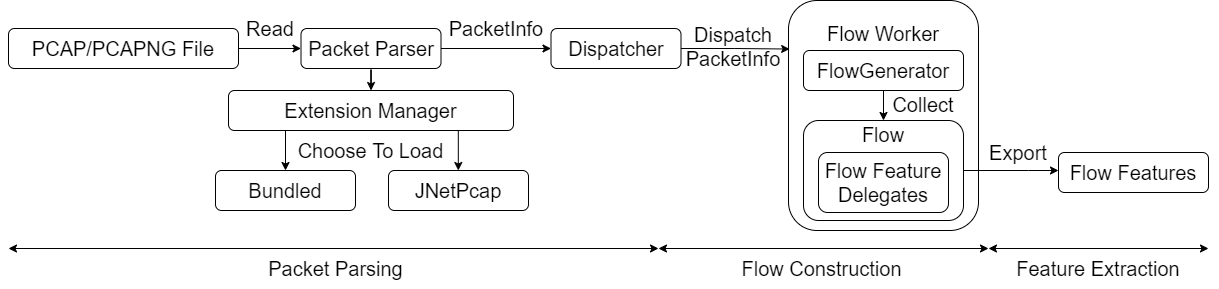 PCAP/PCAPNG File
Read
Packet Parser
PacketInfo
Dispatcher
Dispatch
PacketInfo
Flow Worker
FlowGenerator
Collect
Flow
Flow Feature
Delegates
Export
Flow Features
Extension Manager
Choose To Load
Bundled
JNetPcap
Packet Parsing
Flow Construction
Feature Extraction